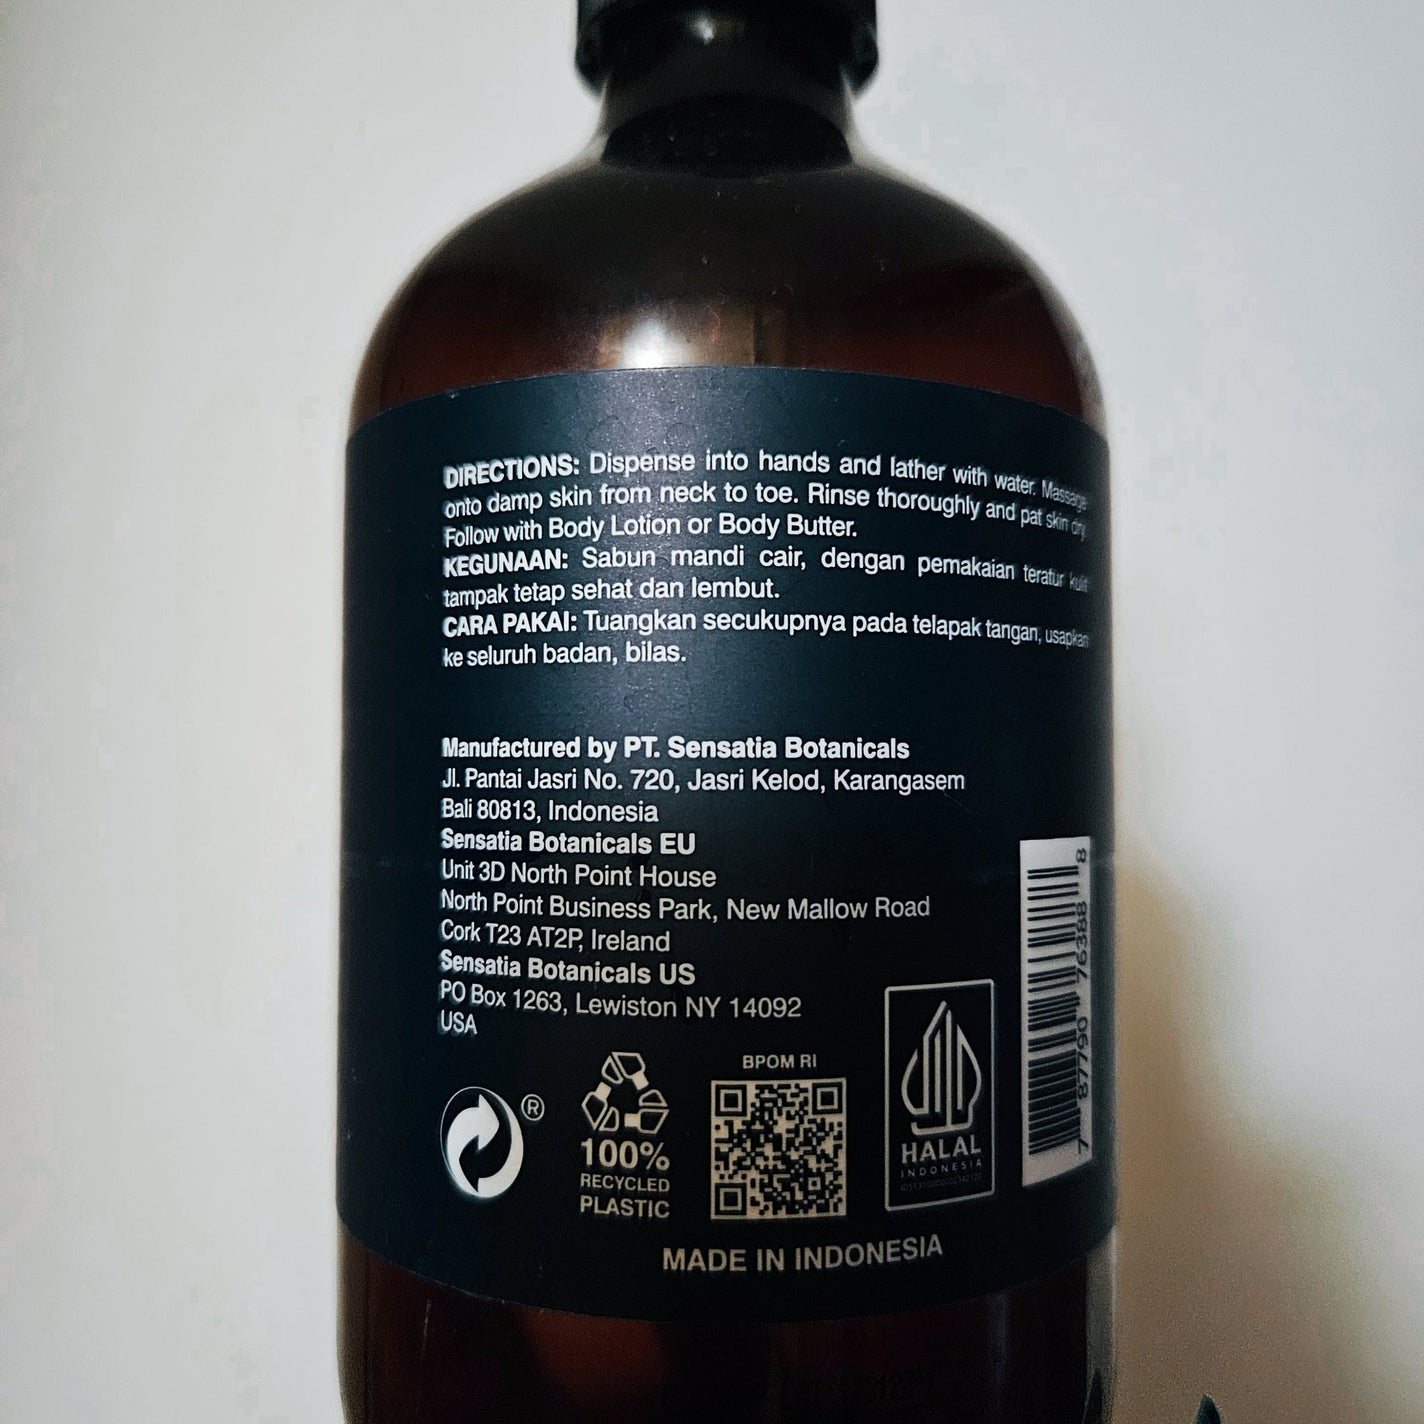 DIRECTIONS: Dispense into hands and lather with water. Massage
onto damp skin from neck to toe. Rinse thoroughly and pat skin dry.
Follow with Body Lotion or Body Butter.
KEGUNAAN: Sabun mandi cair, dengan pemakaian teratur kulit
tampak tetap sehat dan lembut.
CARA PAKAI: Tuangkan secukupnya pada telapak tangan, usapkan
ke seluruh badan, bilas.
Manufactured by PT. Sensatia Botanicals
Jl. Pantai Jasri No. 720, Jasri Kelod, Karangasem
Bali 80813, Indonesia
Sensatia Botanicals EU
Unit 3D North Point House
North Point Business Park, New Mallow Road
Cork T23 AT2P, Ireland
Sensatia Botanicals US
PO Box 1263, Lewiston NY 14092
USA
®
100%
RECYCLED
PLASTIC
BPOM RI
HALAL
INDONESIA
7 87790 76388 8
MADE IN INDONESIA